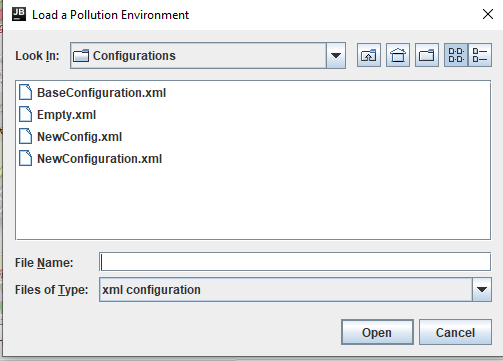 JB Load a Pollution Environment
Look In: Configurations
BaseConfiguration.xml
Empty.xml
NewConfig.xml
NewConfiguration.xml
File Name:
Files of Type: xml configuration
Open Cancel